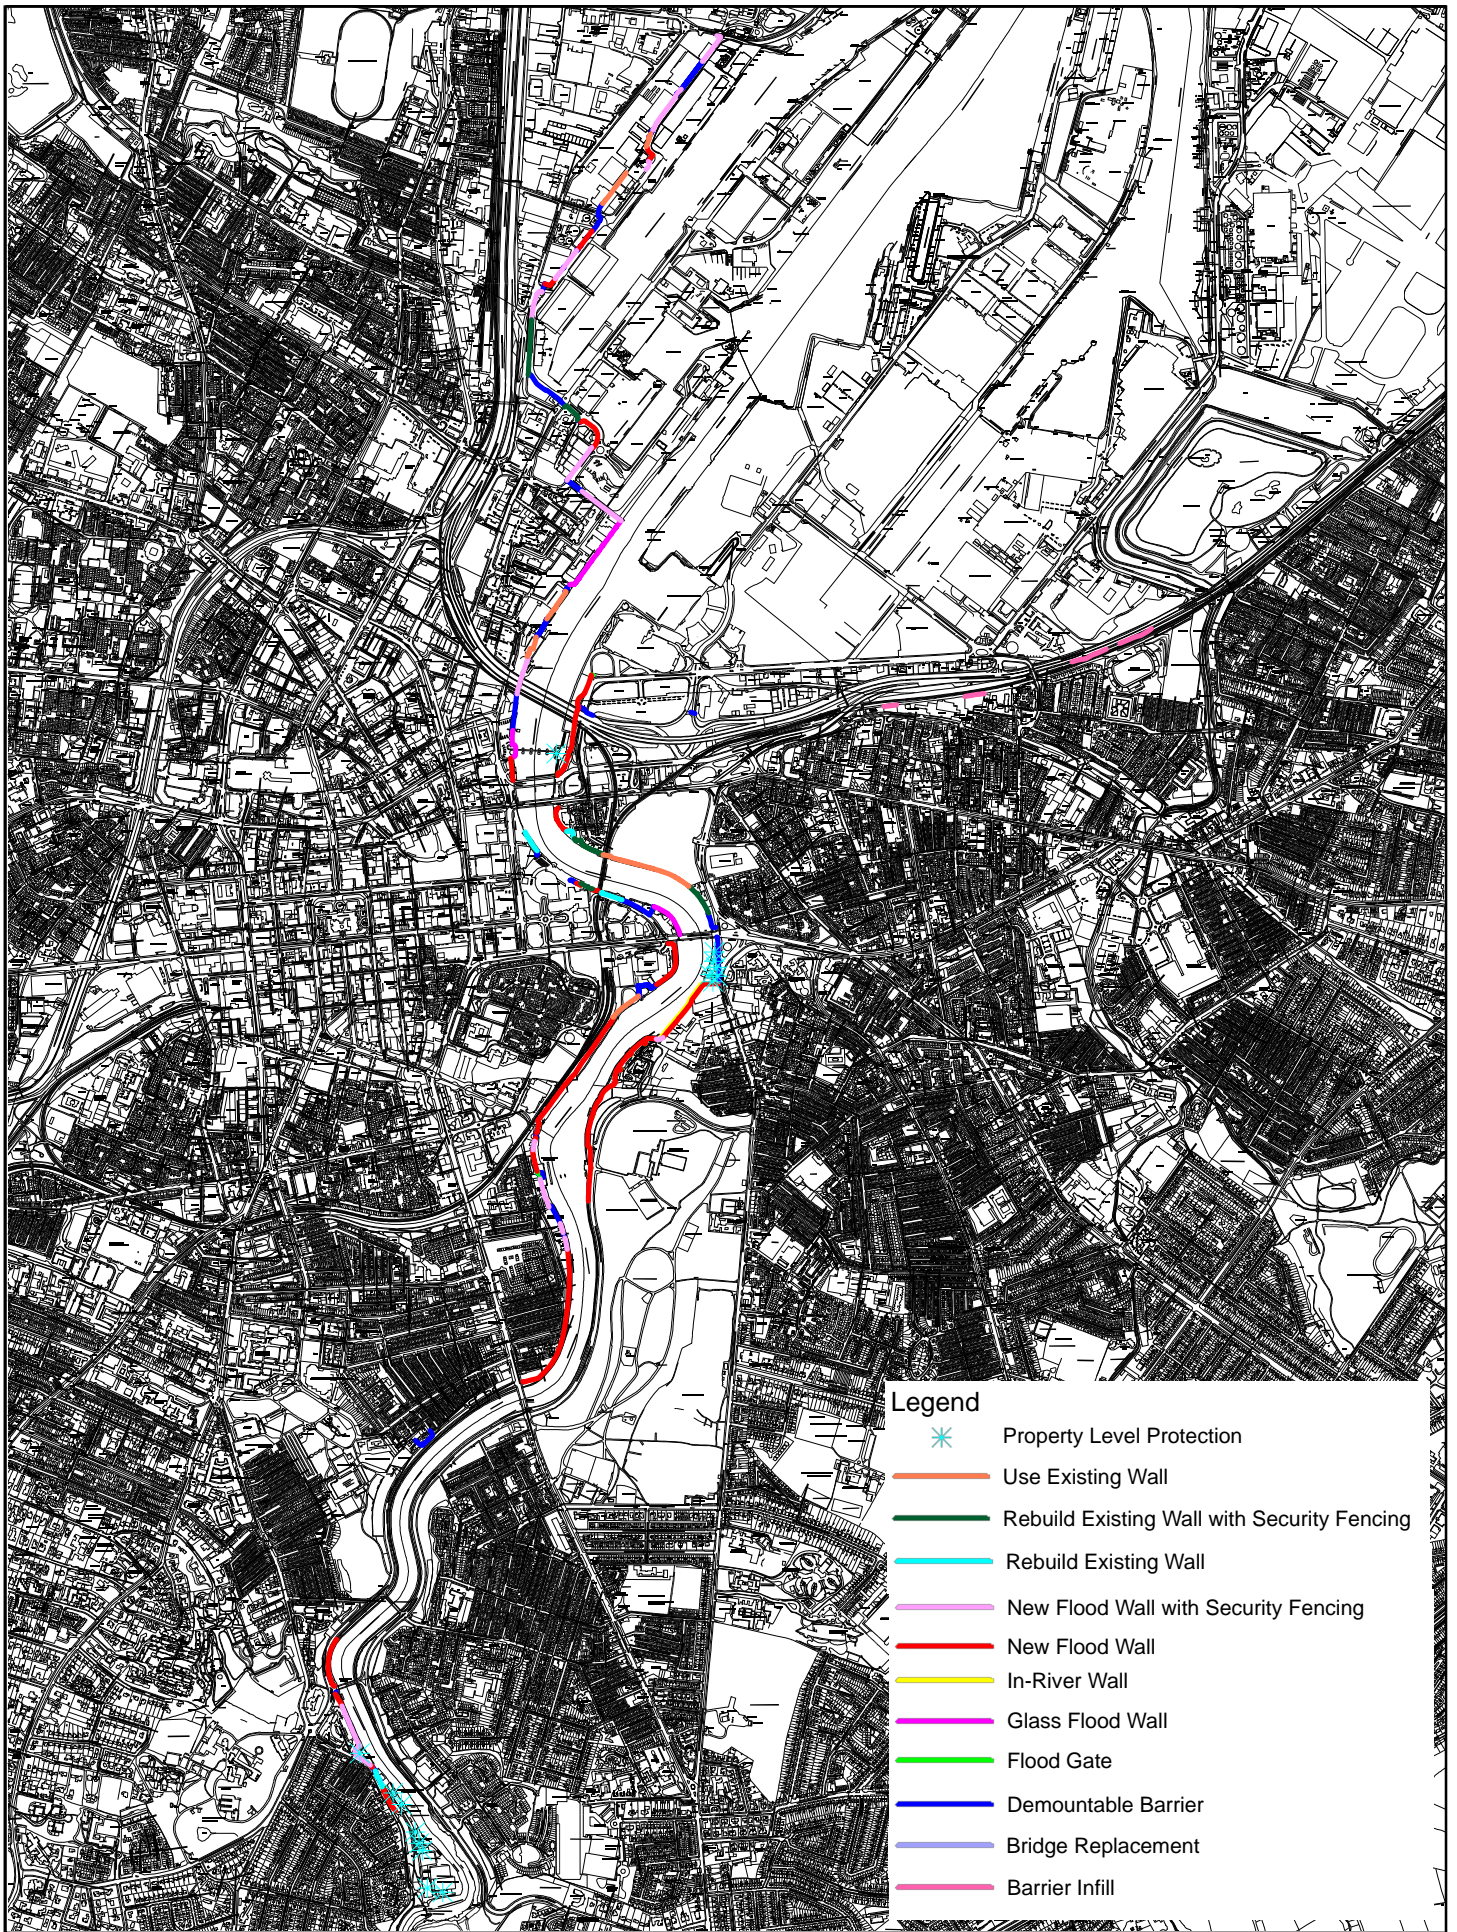 Legend
Property Level Protection
Use Existing Wall
Rebuild Existing Wall with Security Fencing
Rebuild Existing Wall
New Flood Wall with Security Fencing
New Flood Wall
In-River Wall
Glass Flood Wall
Flood Gate
Demountable Barrier
Bridge Replacement
Barrier Infill